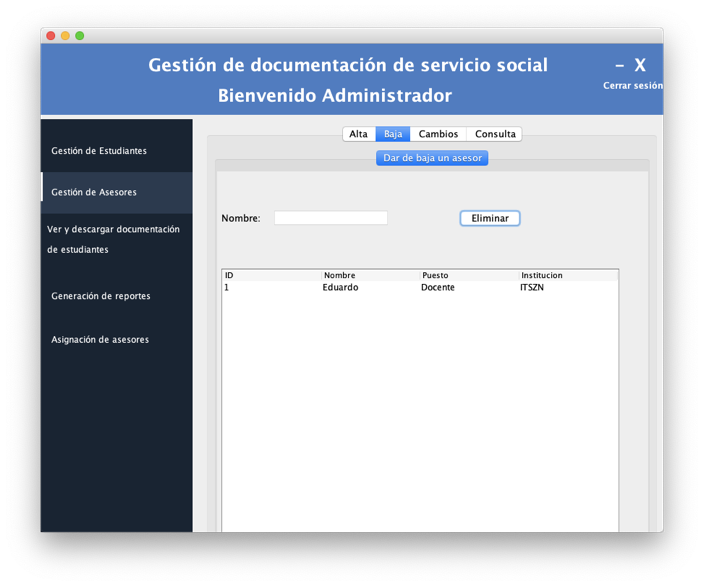 Gestión de documentación de servicio social
– X
Bienvenido Administrador
Cerrar sesión
Gestión de Estudiantes
Gestión de Asesores
Ver y descargar documentación
de estudiantes
Generación de reportes
Asignación de asesores
Alta Baja Cambios Consulta
Dar de baja un asesor
Nombre: Eliminar
ID Nombre Puesto Institucion
1 Eduardo Docente ITSZN